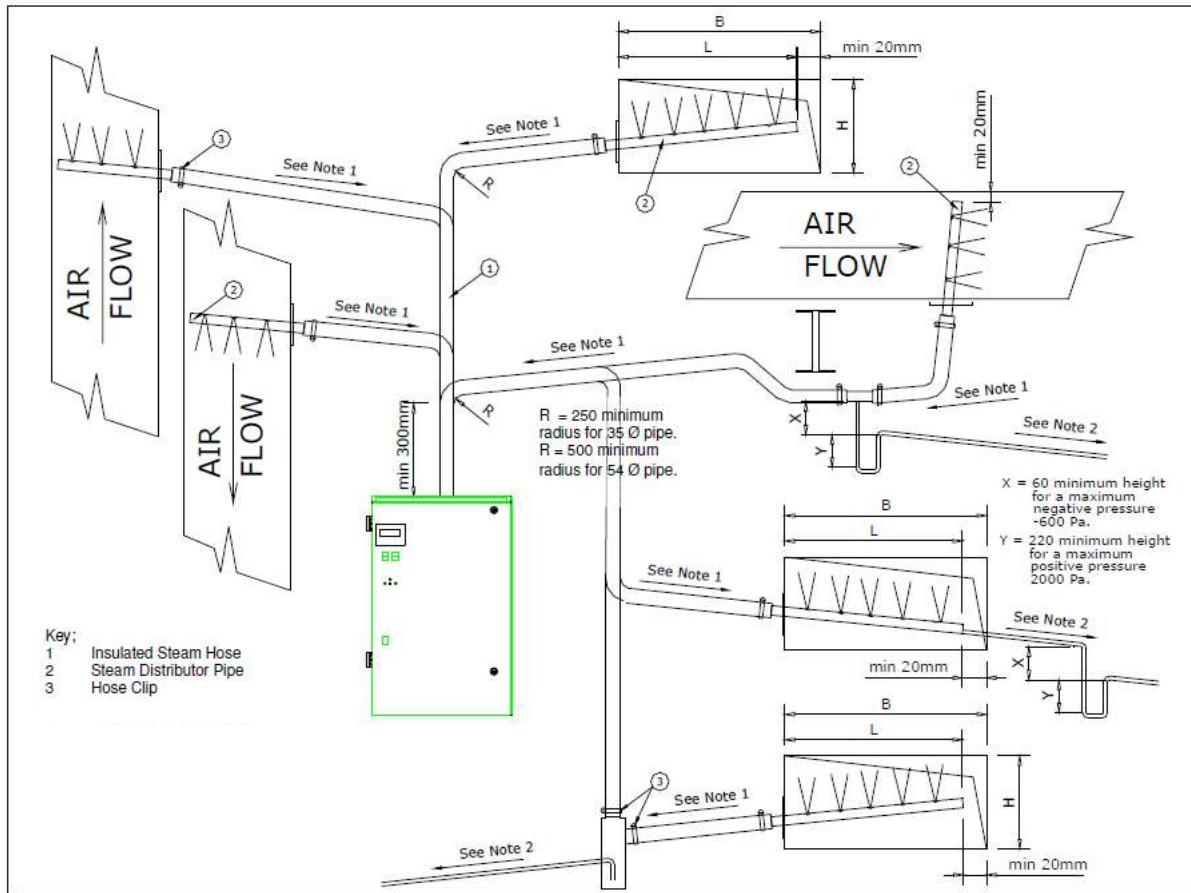 B
L
min 20mm
H
See Note 1
3
See Note 1
R
2
min 20mm
2
AIR
FLOW
AIR
FLOW
1
2
See Note 1
See Note 1
See Note 1
AIR
FLOW
min 300mm
R
R = 250 minimum
radius for 35 Ø pipe.
R = 500 minimum
radius for 54 Ø pipe.
X
Y
See Note 2
X = 60 minimum height
for a maximum
negative pressure
-600 Pa.
Y = 220 minimum height
for a maximum
positive pressure
2000 Pa.
B
L
See Note 1
See Note 2
min 20mm
X
Y
Key;
1 Insulated Steam Hose
2 Steam Distributor Pipe
3 Hose Clip
B
L
3
See Note 1
H
See Note 2
min 20mm